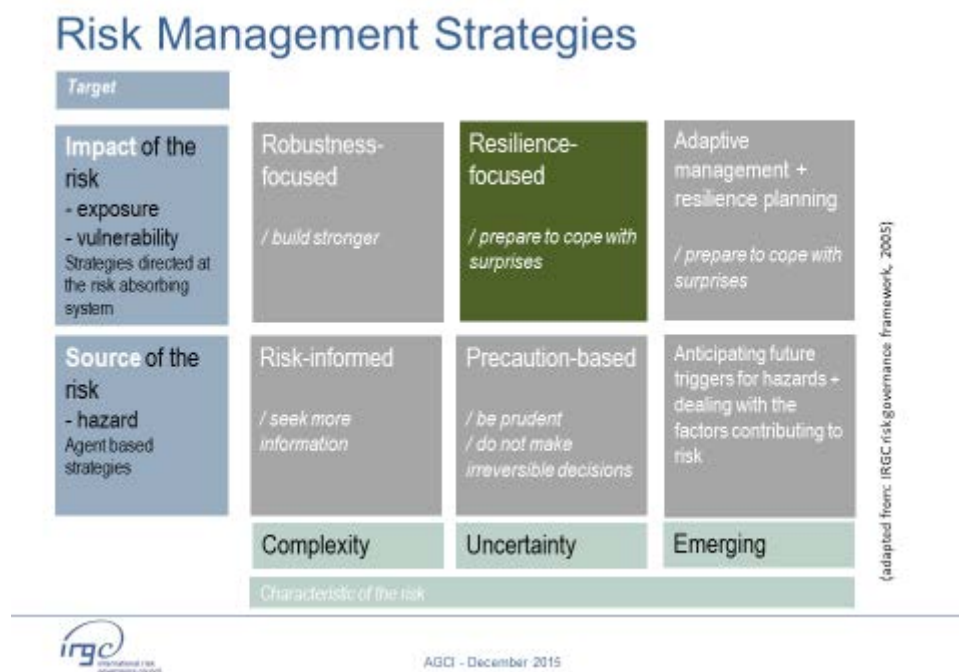 Risk Management Strategies
Target
Impact of the
risk
- exposure
- vulnerability
Strategies directed at
the risk absorbing
system
Robustness-
focused
/ build stronger
Resilience-
focused
/ prepare to cope with
surprises
Adaptive
management +
resilience planning
/ prepare to cope with
surprises
Source of the
risk
- hazard
Agent based
strategies
Risk-informed
/ seek more
information
Precaution-based
/ be prudent
/ do not make
irreversible decisions
Anticipating future
triggers for hazards +
dealing with the
factors contributing to
risk
Complexity
Uncertainty
Emerging
Characteristic of the risk
(adapted from: IRGC risk governance framework, 2005)
irgc
international risk
governance council
AGCI - December 2015